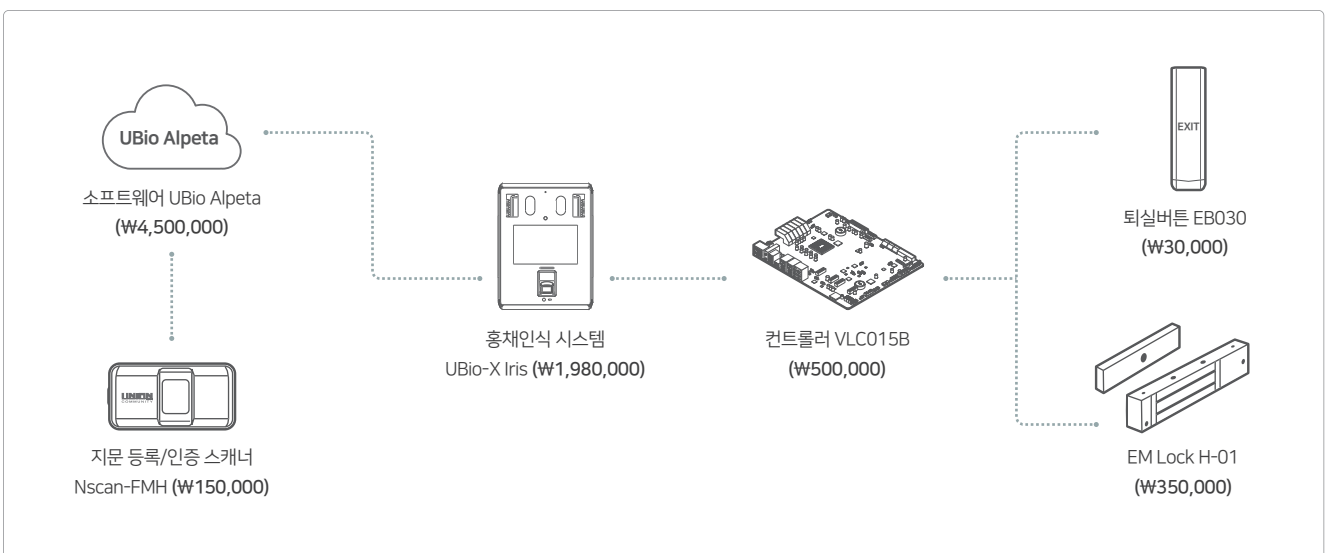 UBio Alpeta
소프트웨어 UBio Alpeta
(₩4,500,000)
UNION
COMMUNITY
지문 등록/인증 스캐너
Nscan-FMH (₩150,000)
홍채인식 시스템
UBio-X Iris (₩1,980,000)
컨트롤러 VLC015B
(₩500,000)
EXIT
퇴실버튼 EB030
(₩30,000)
EM Lock H-01
(₩350,000)